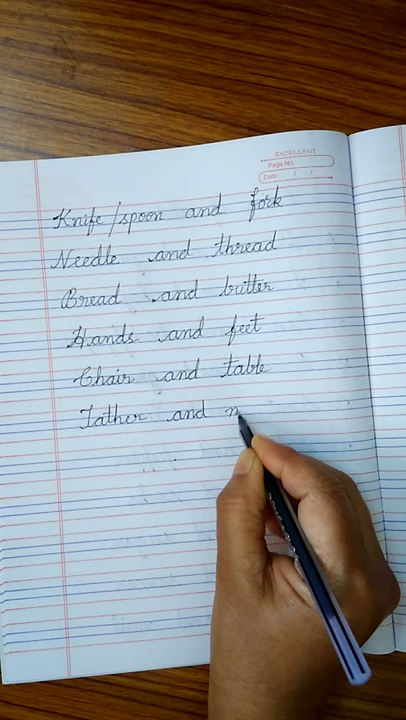 EXCELLENT
Page No.
Date : / /
Knife/spoon and fork
Needle and thread
Bread and butter
Hands and feet
Chair and table
Father and m